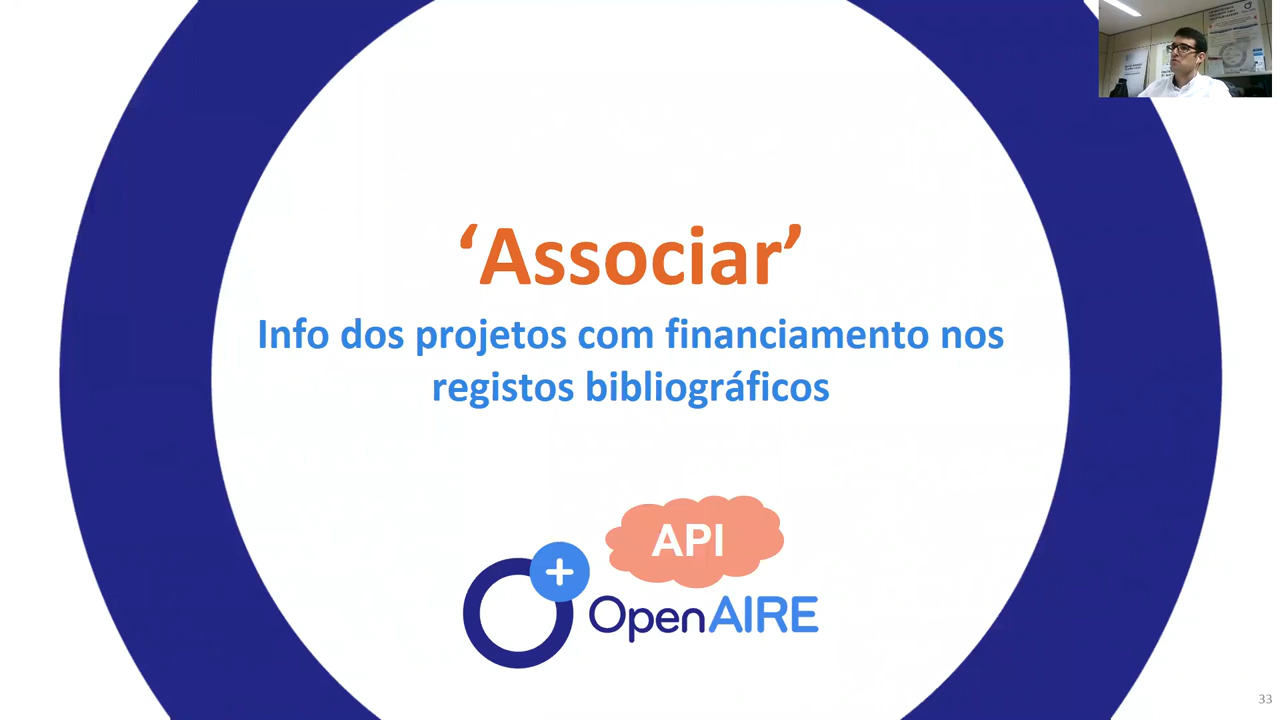 ‘Associar’
Info dos projetos com financiamento nos
registos bibliográficos
API
OpenAIRE
33